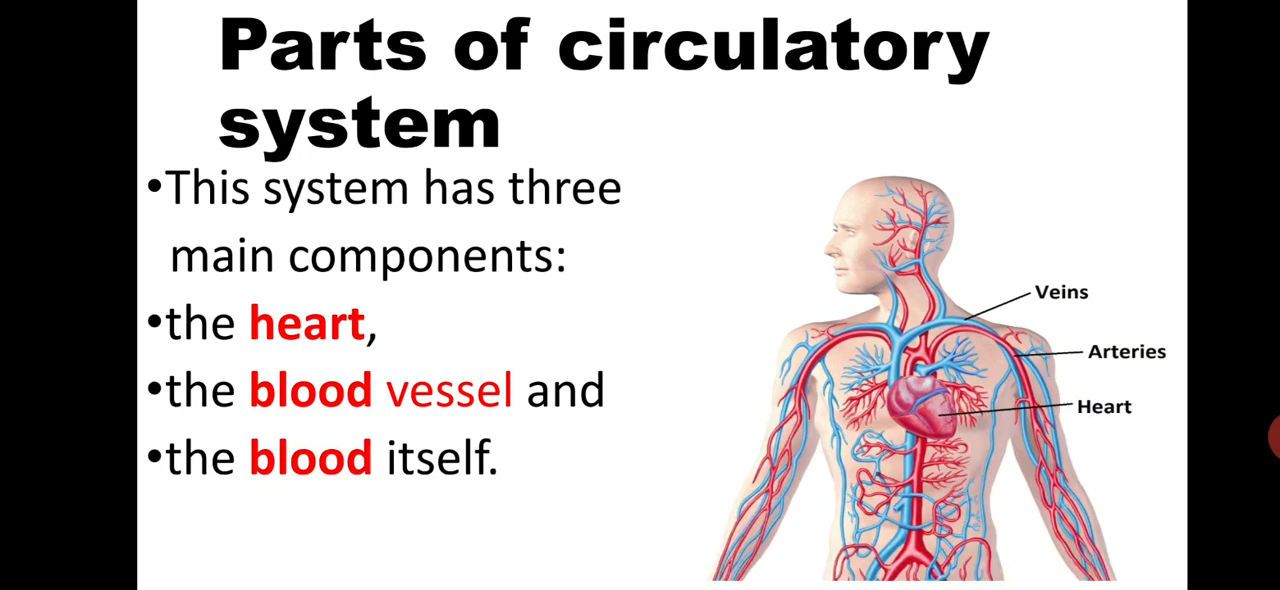 Parts of circulatory
system
•This system has three
main components:
•the heart,
•the blood vessel and
•the blood itself.
Veins
Arteries
Heart